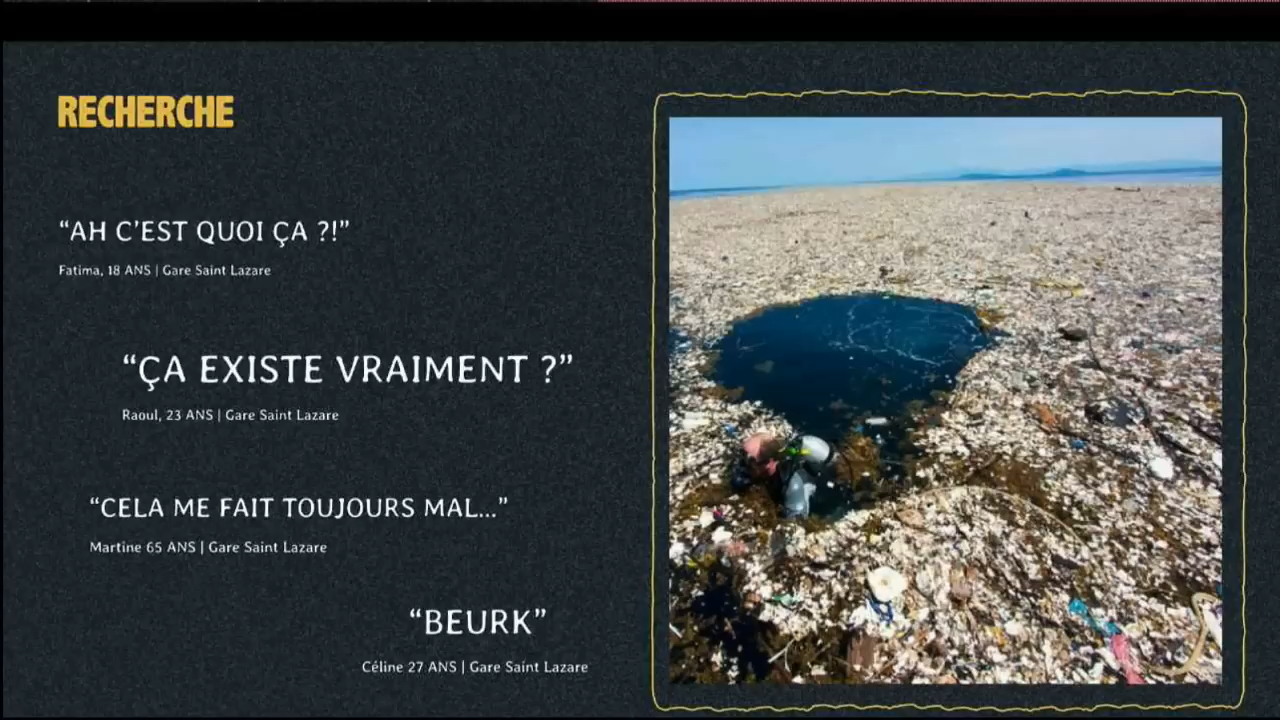 RECHERCHE
“AH C’EST QUOI ÇA ?!”
Fatima, 18 ANS | Gare Saint Lazare
“ÇA EXISTE VRAIMENT ?”
Raoul, 23 ANS | Gare Saint Lazare
“CELA ME FAIT TOUJOURS MAL...”
Martine 65 ANS | Gare Saint Lazare
“BEURK”
Céline 27 ANS | Gare Saint Lazare